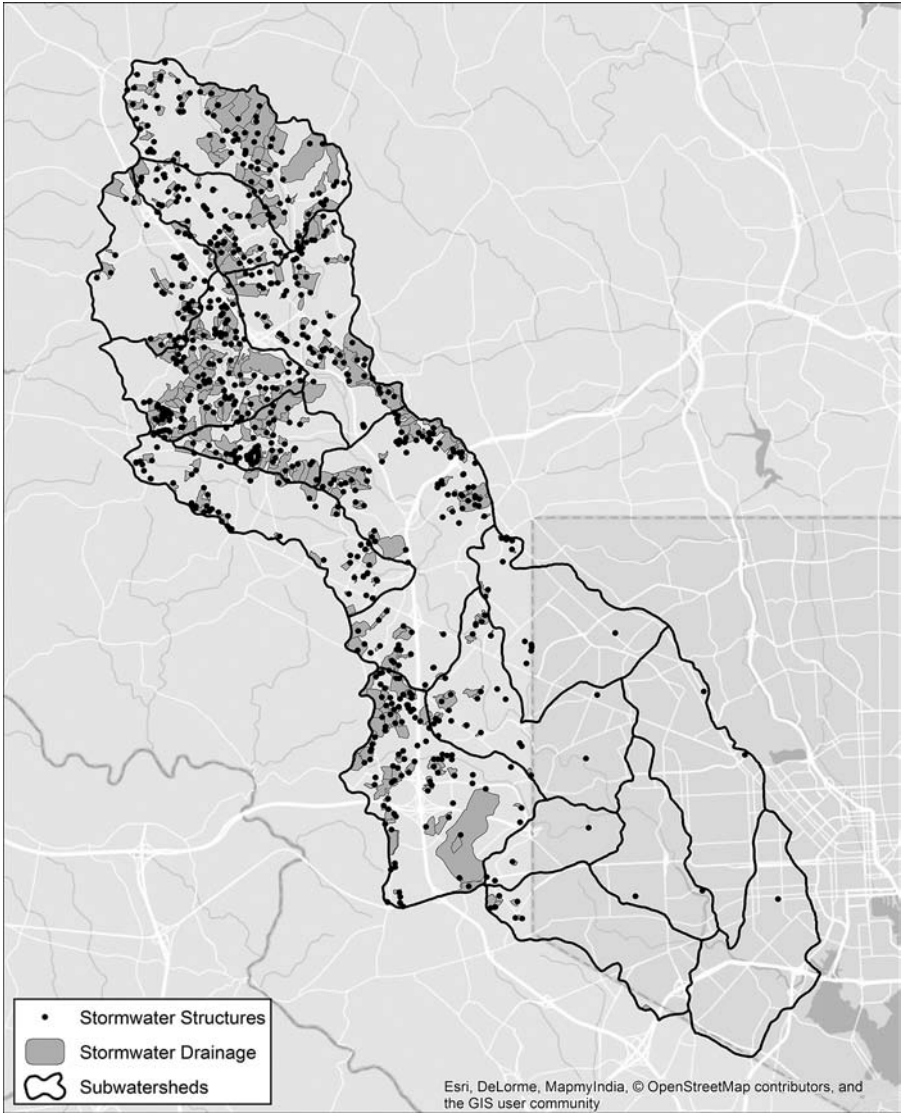 Stormwater Structures
Stormwater Drainage
Subwatersheds
Esri, DeLorme, MapmyIndia, © OpenStreetMap contributors, and
the GIS user community